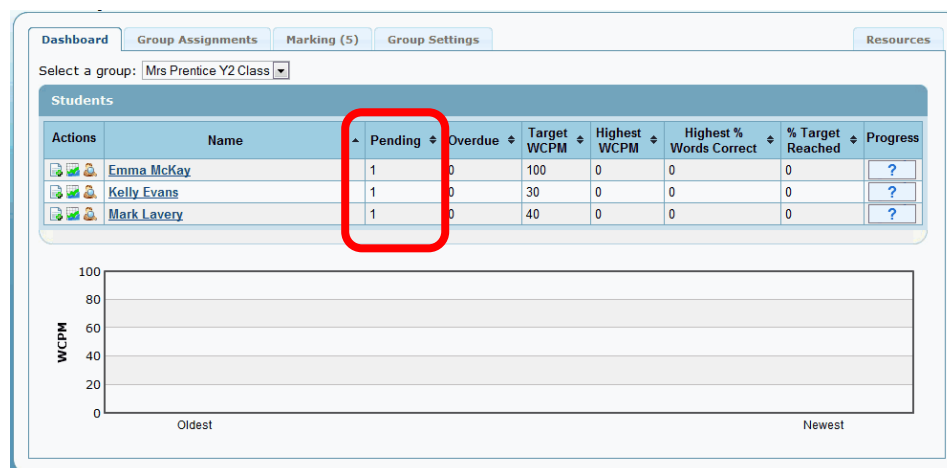 Dashboard Group Assignments Marking (5) Group Settings Resources
Select a group: Mrs Prentice Y2 Class
Students
Actions Name Pending Overdue Target WCPM Highest WCPM Highest % Words Correct % Target Reached Progress
Emma McKay 1 0 100 0 0 0 ?
Kelly Evans 1 0 30 0 0 0 ?
Mark Lavery 1 0 40 0 0 0 ?
100
80
60
40
20
0
WCPM
Oldest Newest